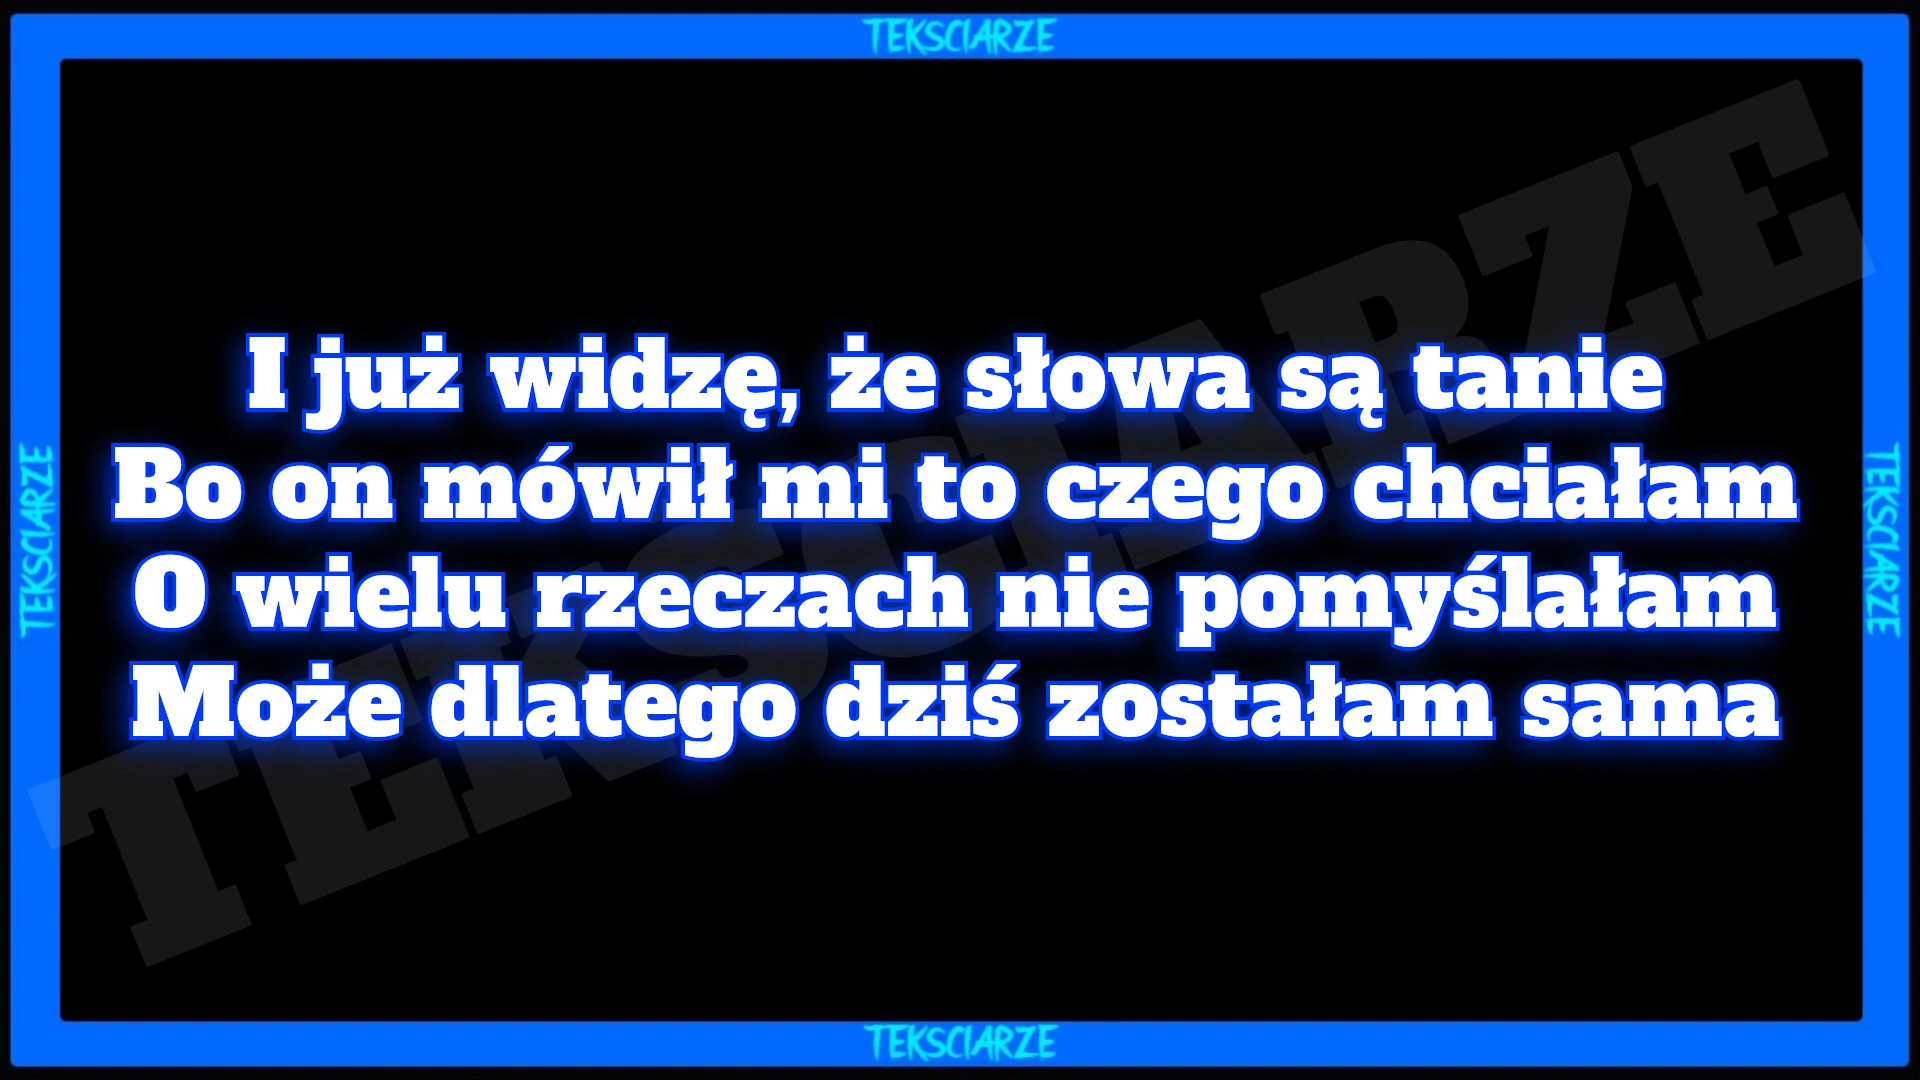 TEKSCIARZE
I już widzę, że słowa są tanie
Bo on mówił mi to czego chciałam
O wielu rzeczach nie pomyślałam
Może dlatego dziś zostałam sama
TEKSCIARZE
TEKSCIARZE
TEKSCIARZE
TEKSCIARZE